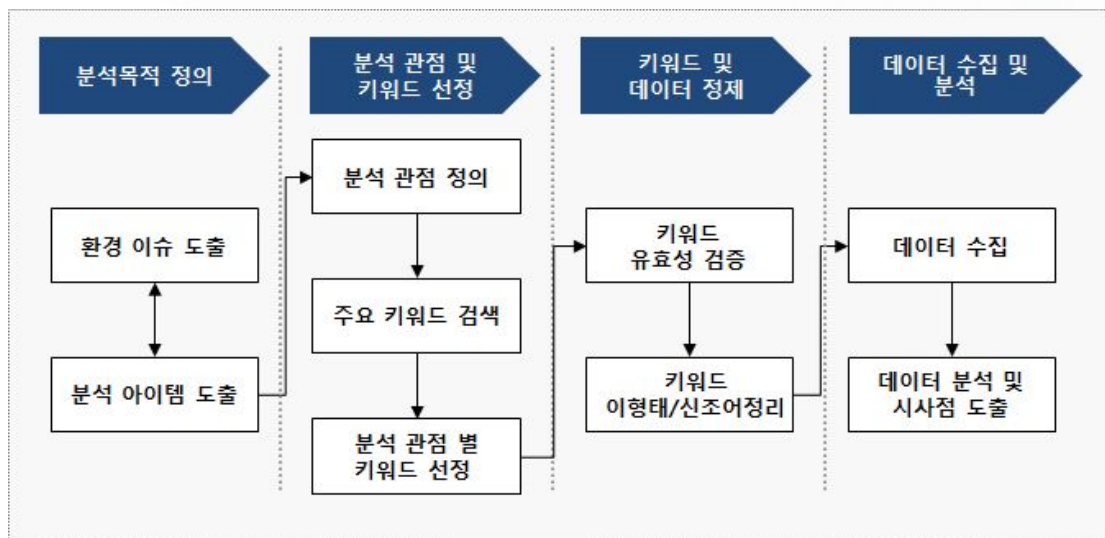 분석목적 정의
분석 관점 및
키워드 선정
키워드 및
데이터 정제
데이터 수집 및
분석
환경 이슈 도출
분석 아이템 도출
분석 관점 정의
주요 키워드 검색
분석 관점 별
키워드 선정
키워드
유효성 검증
키워드
이형태/신조어정리
데이터 수집
데이터 분석 및
시사점 도출